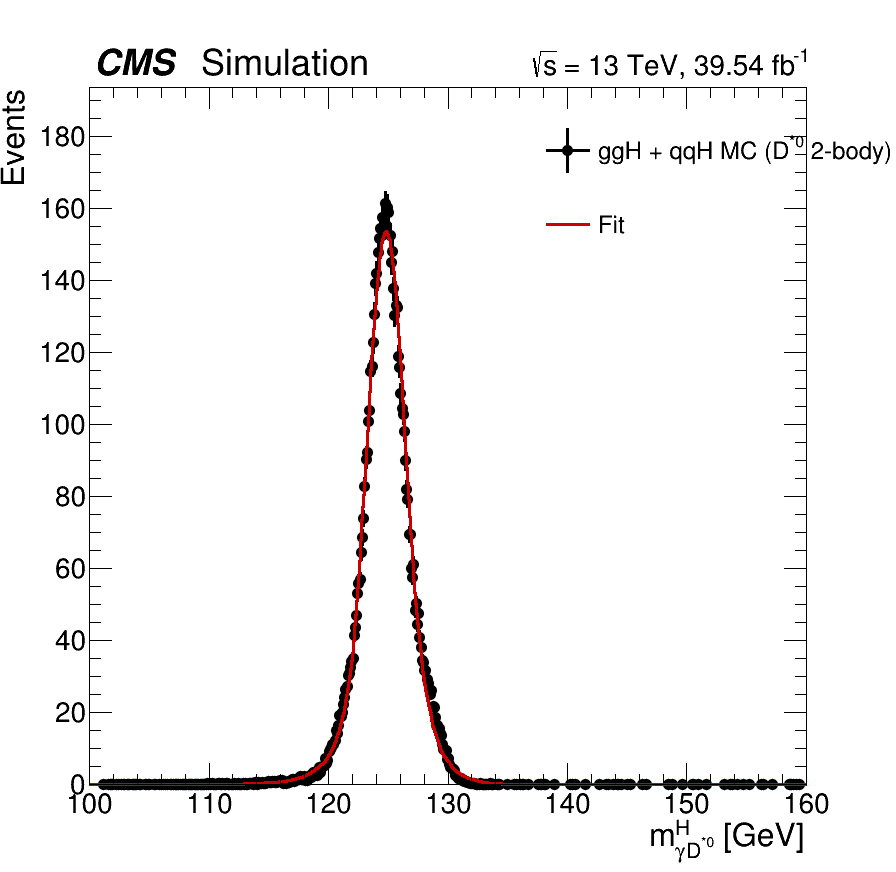 CMS Simulation
√s = 13 TeV, 39.54 fb⁻¹
Events
180
160
140
120
100
80
60
40
20
0
ggH + qqH MC (D*⁰ 2-body)
Fit
100 110 120 130 140 150 160
m^H_γD*⁰ [GeV]